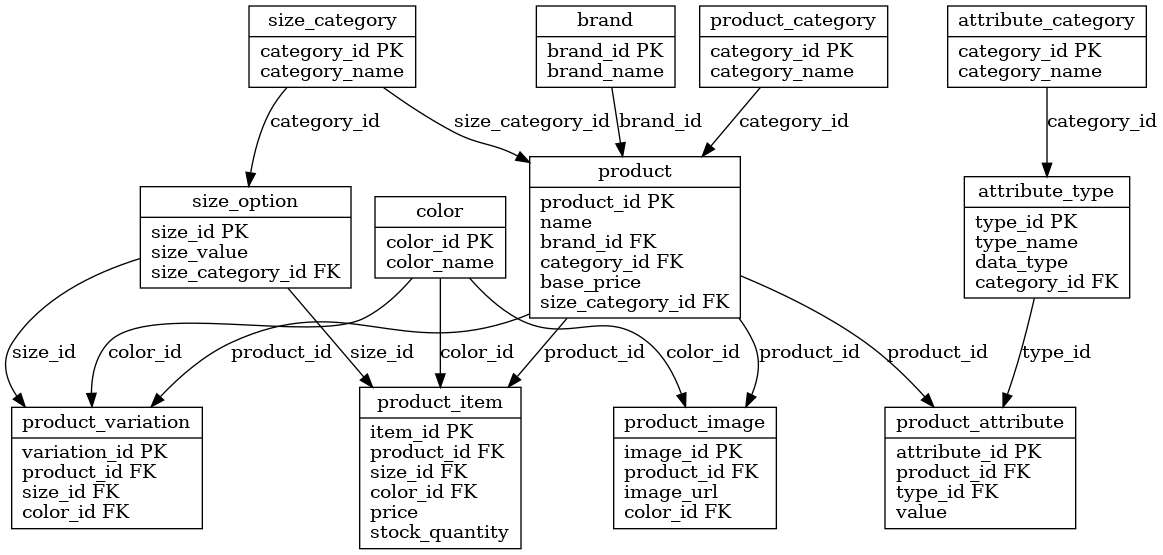 size_category
category_id PK
category_name
brand
brand_id PK
brand_name
product_category
category_id PK
category_name
attribute_category
category_id PK
category_name
category_id
size_category_id
brand_id
category_id
category_id
size_option
size_id PK
size_value
size_category_id FK
color
color_id PK
color_name
product
product_id PK
name
brand_id FK
category_id FK
base_price
size_category_id FK
attribute_type
type_id PK
type_name
data_type
category_id FK
size_id
color_id
product_id
size_id
color_id
product_id
color_id
product_id
product_id
type_id
product_variation
variation_id PK
product_id FK
size_id FK
color_id FK
product_item
item_id PK
product_id FK
size_id FK
color_id FK
price
stock_quantity
product_image
image_id PK
product_id FK
image_url
color_id FK
product_attribute
attribute_id PK
product_id FK
type_id FK
value